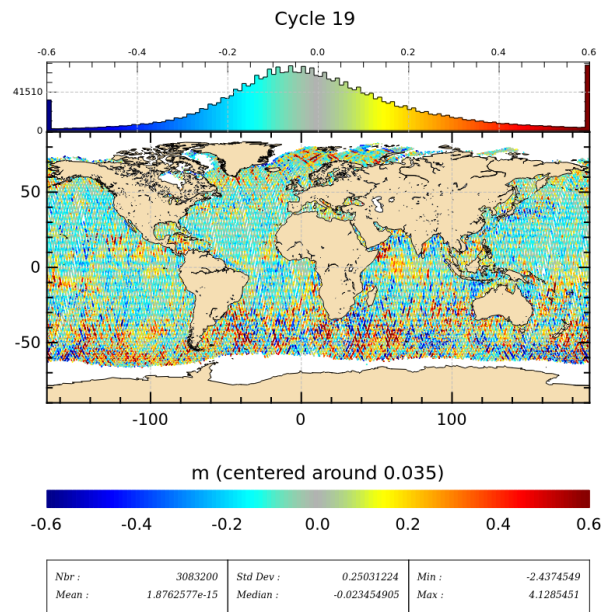 Cycle 19
-0.6 -0.4 -0.2 0.0 0.2 0.4 0.6
41510
0
50
0
-50
-100 0 100
m (centered around 0.035)
-0.6 -0.4 -0.2 0.0 0.2 0.4 0.6
Nbr : 3083200 Std Dev : 0.25031224 Min : -2.4374549
Mean : 1.8762577e-15 Median : -0.023454905 Max : 4.1285451